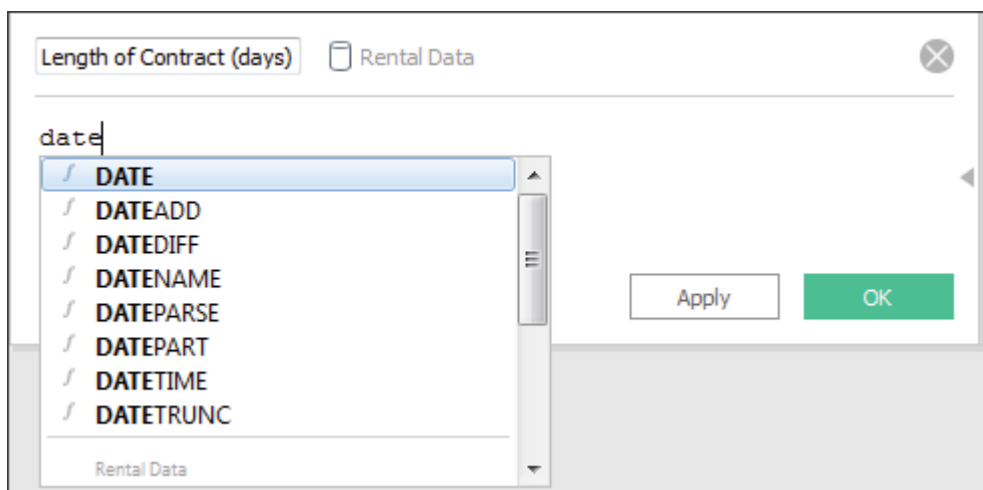 Length of Contract (days) Rental Data
date
DATE
DATEADD
DATEDIFF
DATENAME
DATEPARSE
DATEPART
DATETIME
DATETRUNC
Rental Data
Apply OK